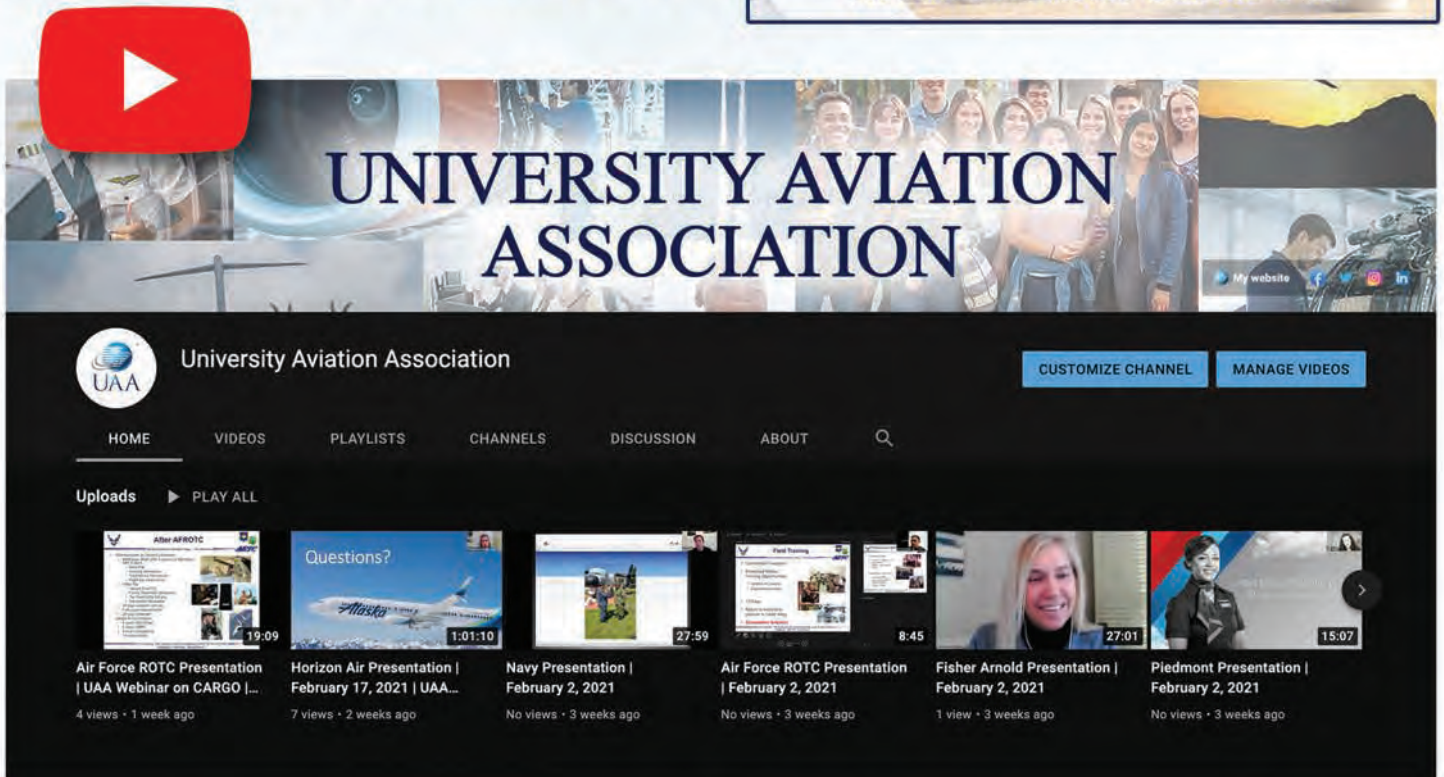 UNIVERSITY AVIATION
ASSOCIATION
My website
UAA
University Aviation Association
CUSTOMIZE CHANNEL
MANAGE VIDEOS
HOME
VIDEOS
PLAYLISTS
CHANNELS
DISCUSSION
ABOUT
Uploads
PLAY ALL
After AFROTC
19:09
Questions?
Alaska
1:01:10
27:59
Field Training
8:45
27:01
15:07
Air Force ROTC Presentation
| UAA Webinar on CARGO |...
4 views • 1 week ago
Horizon Air Presentation |
February 17, 2021 | UAA...
7 views • 2 weeks ago
Navy Presentation |
February 2, 2021
No views • 3 weeks ago
Air Force ROTC Presentation
| February 2, 2021
No views • 3 weeks ago
Fisher Arnold Presentation |
February 2, 2021
1 view • 3 weeks ago
Piedmont Presentation |
February 2, 2021
No views • 3 weeks ago